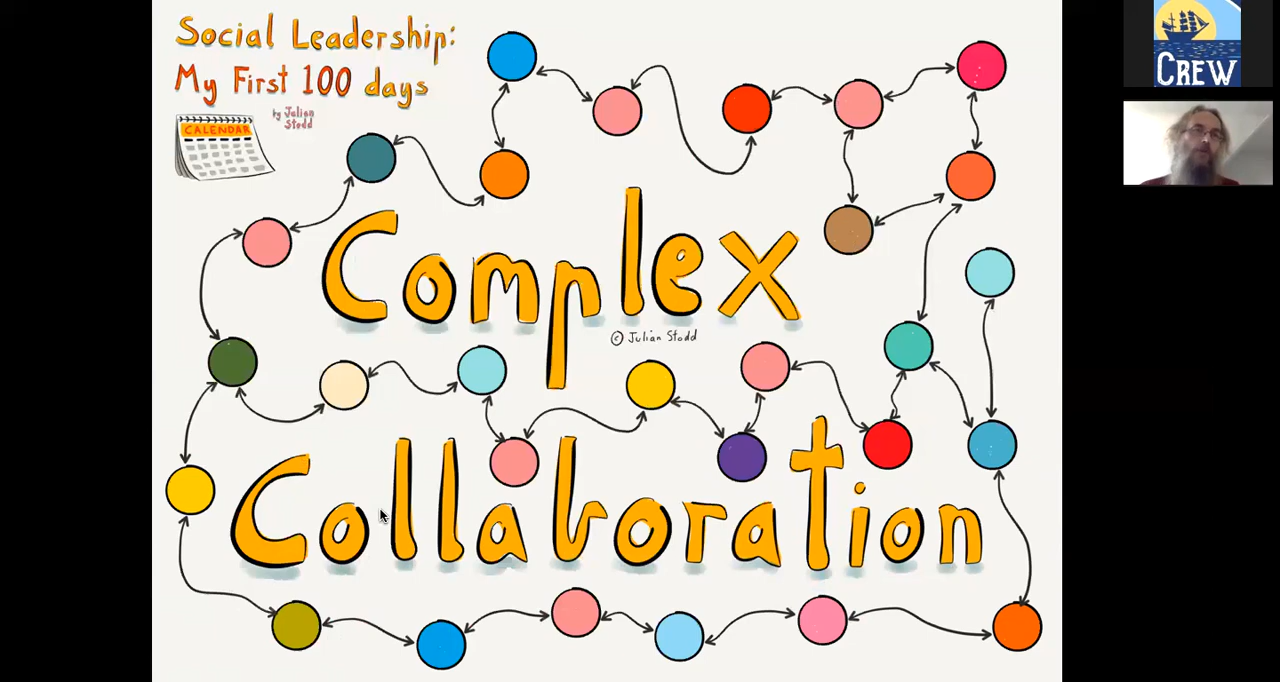 Social Leadership:
My First 100 days
by Julian
Stodd
CALENDAR
Complex
© Julian Stodd
Collaboration
CREW